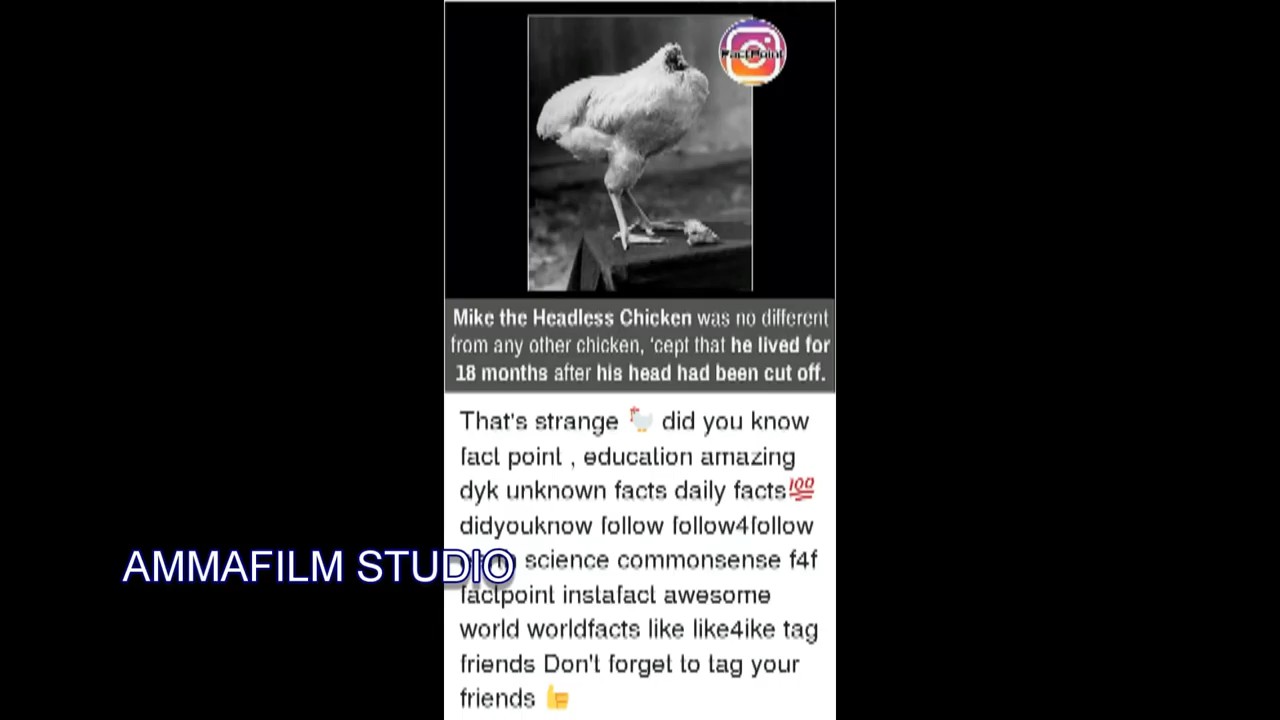 FactPoint
Mike the Headless Chicken was no different
from any other chicken, 'cept that he lived for
18 months after his head had been cut off.
That's strange 🐓 did you know
fact point , education amazing
dyk unknown facts daily facts💯
didyouknow follow follow4follow
science commonsense f4f
factpoint instafact awesome
world worldfacts like like4ike tag
friends Don't forget to tag your
friends 👍
AMMAFILM STUDIO